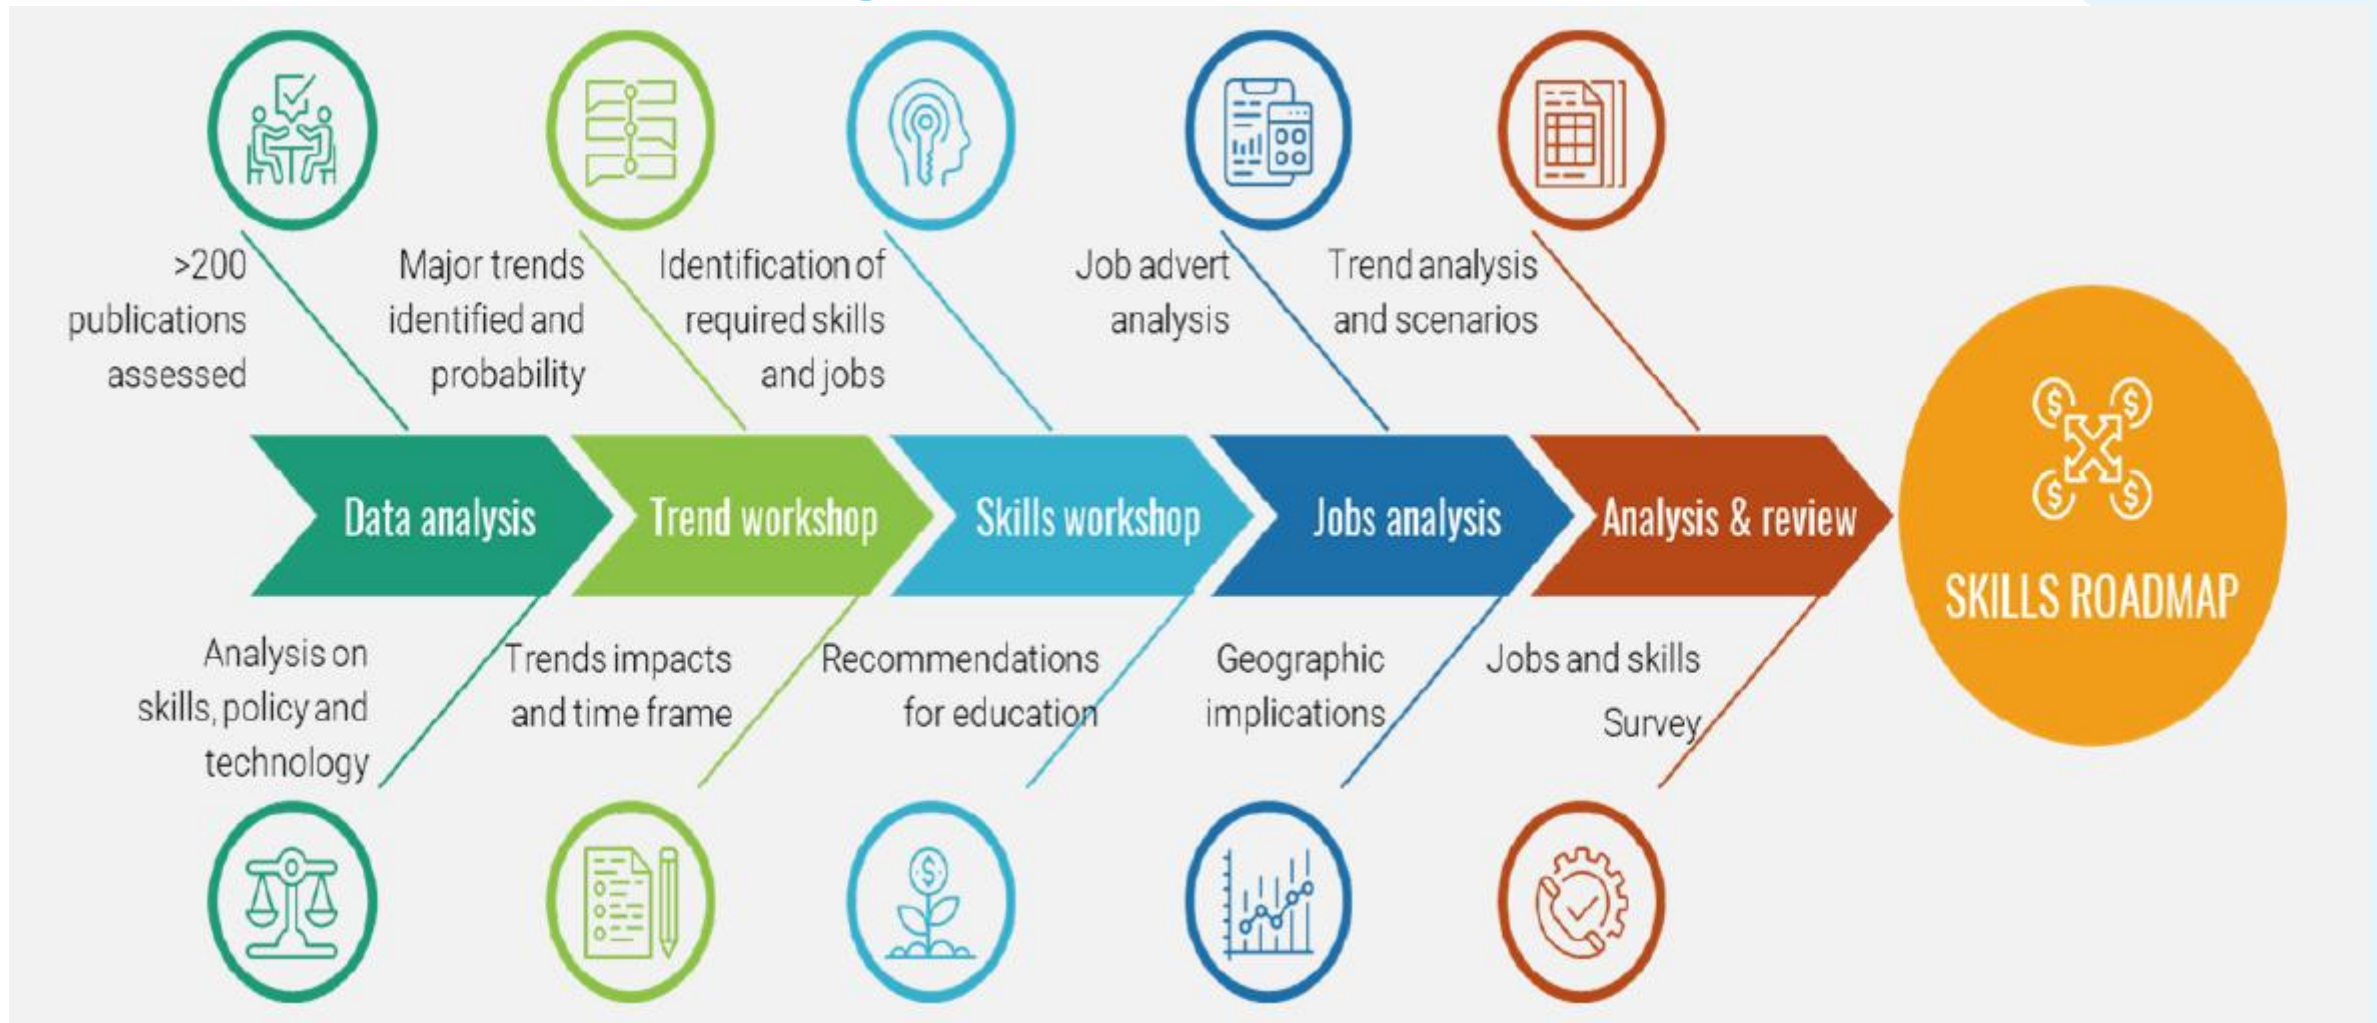 >200
publications
assessed
Major trends
identified and
probability
Identification of
required skills
and jobs
Job advert
analysis
Trend analysis
and scenarios
Data analysis
Trend workshop
Skills workshop
Jobs analysis
Analysis & review
SKILLS ROADMAP
Analysis on
skills, policy and
technology
Trends impacts
and time frame
Recommendations
for education
Geographic
implications
Jobs and skills
Survey